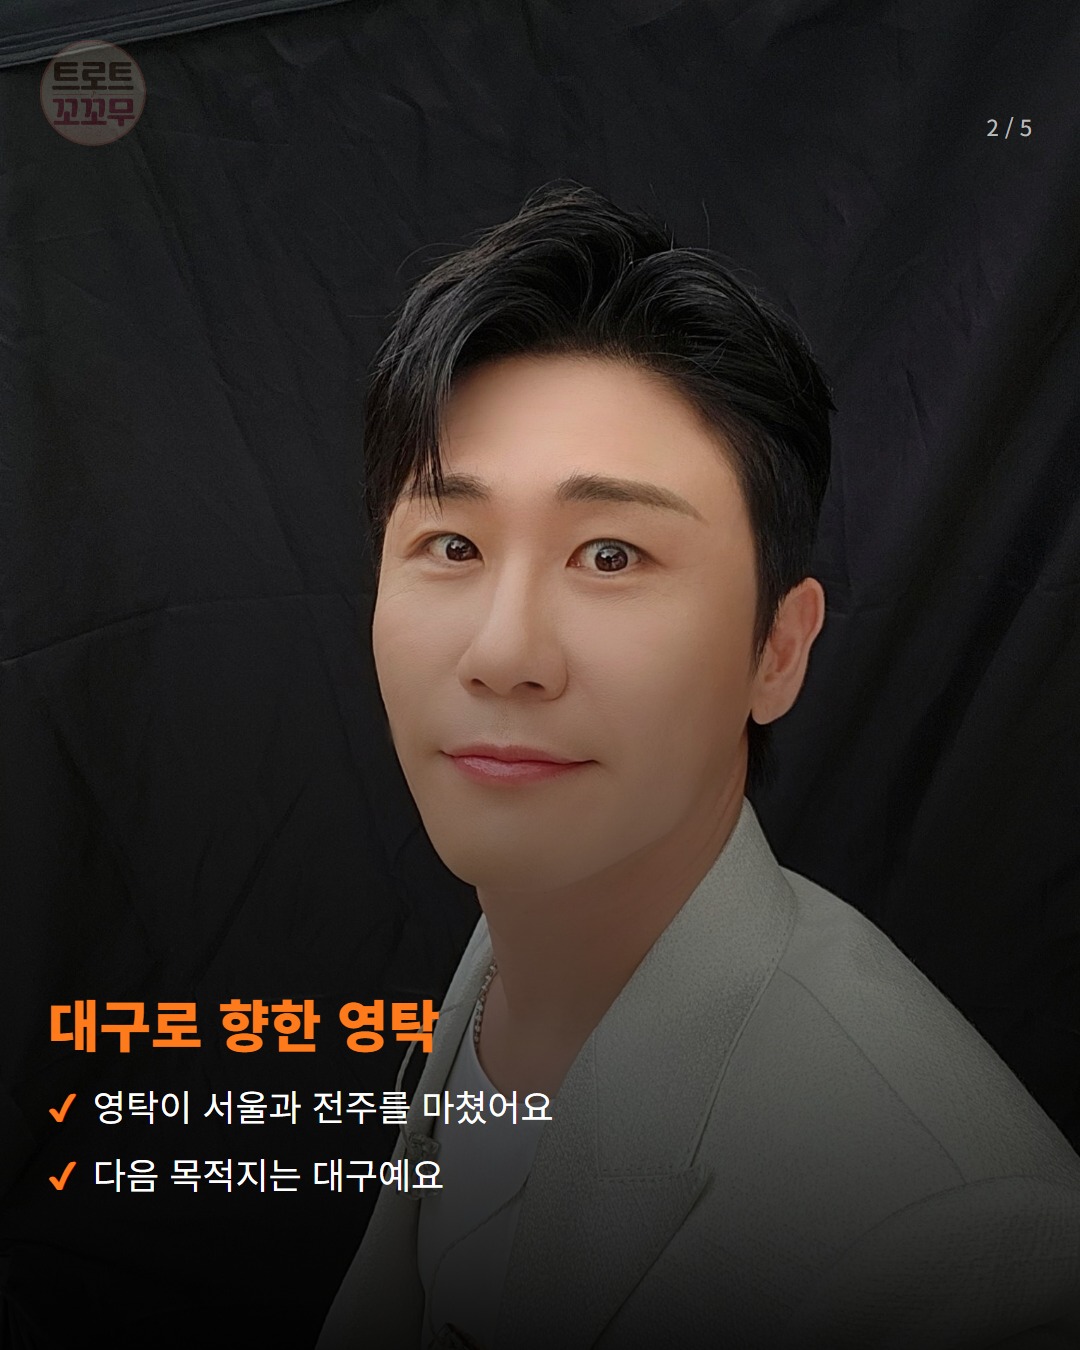 트로트
꼬꼬무
2 / 5
대구로 향한 영탁
✔ 영탁이 서울과 전주를 마쳤어요
✔ 다음 목적지는 대구예요